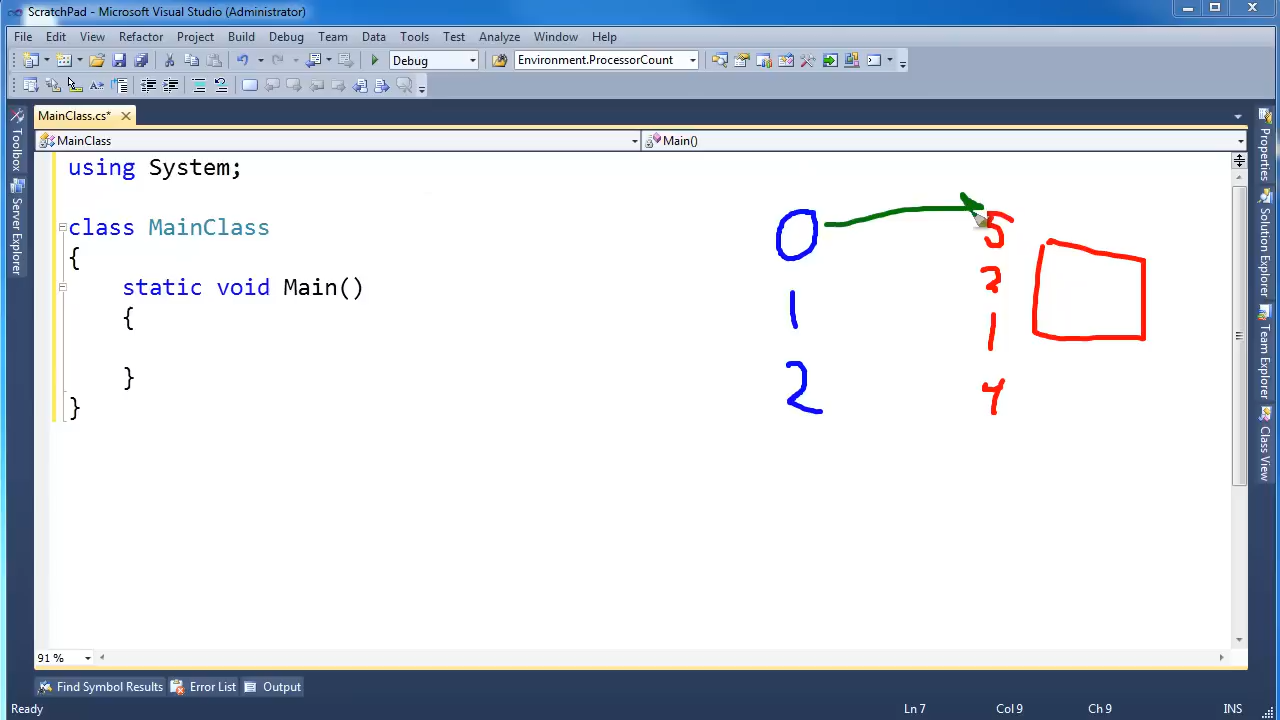 ScratchPad - Microsoft Visual Studio (Administrator)
File Edit View Refactor Project Build Debug Team Data Tools Test Analyze Window Help
Debug Environment.ProcessorCount
MainClass.cs*
MainClass Main()
Toolbox
Server Explorer
using System;
class MainClass
{
static void Main()
{
}
}
0 5
2
1 1
2 4
Properties
Solution Explorer
Team Explorer
Class View
91 %
Find Symbol Results Error List Output
Ready Ln 7 Col 9 Ch 9 INS